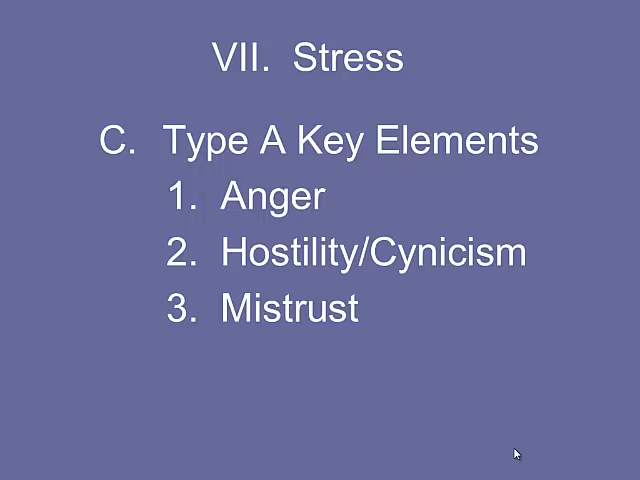 VII. Stress
C. Type A Key Elements
1. Anger
2. Hostility/Cynicism
3. Mistrust